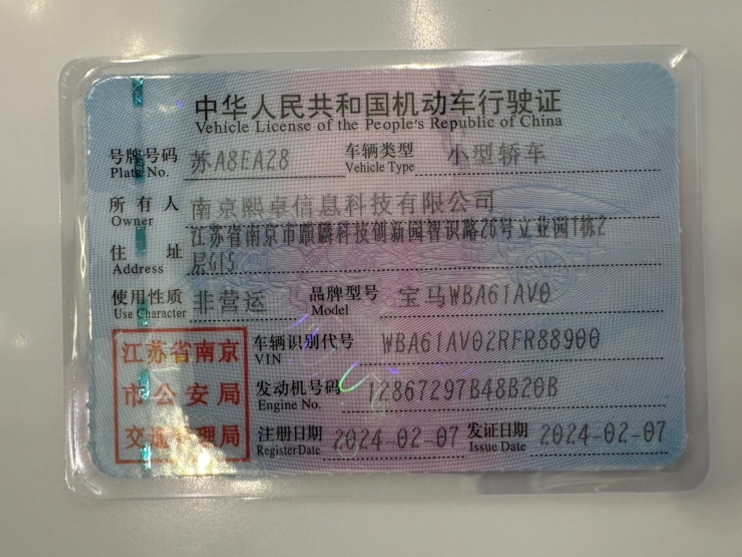 中华人民共和国机动车行驶证
Vehicle License of the People's Republic of China
号牌号码 苏A8EA28 车辆类型 小型轿车
Plate No. Vehicle Type
所有人 南京熙卓信息科技有限公司
Owner
住址 江苏省南京市麒麟科技创新园智识路26号立业园T栋2
Address 层G15
使用性质 非营运 品牌型号 宝马WBA61AV0
Use Character Model
江苏省南京 车辆识别代号 WBA61AV02RFR88900
VIN
市公安局 发动机号码 12867297B48B20B
Engine No.
交通管理局 注册日期 2024-02-07 发证日期 2024-02-07
Register Date Issue Date